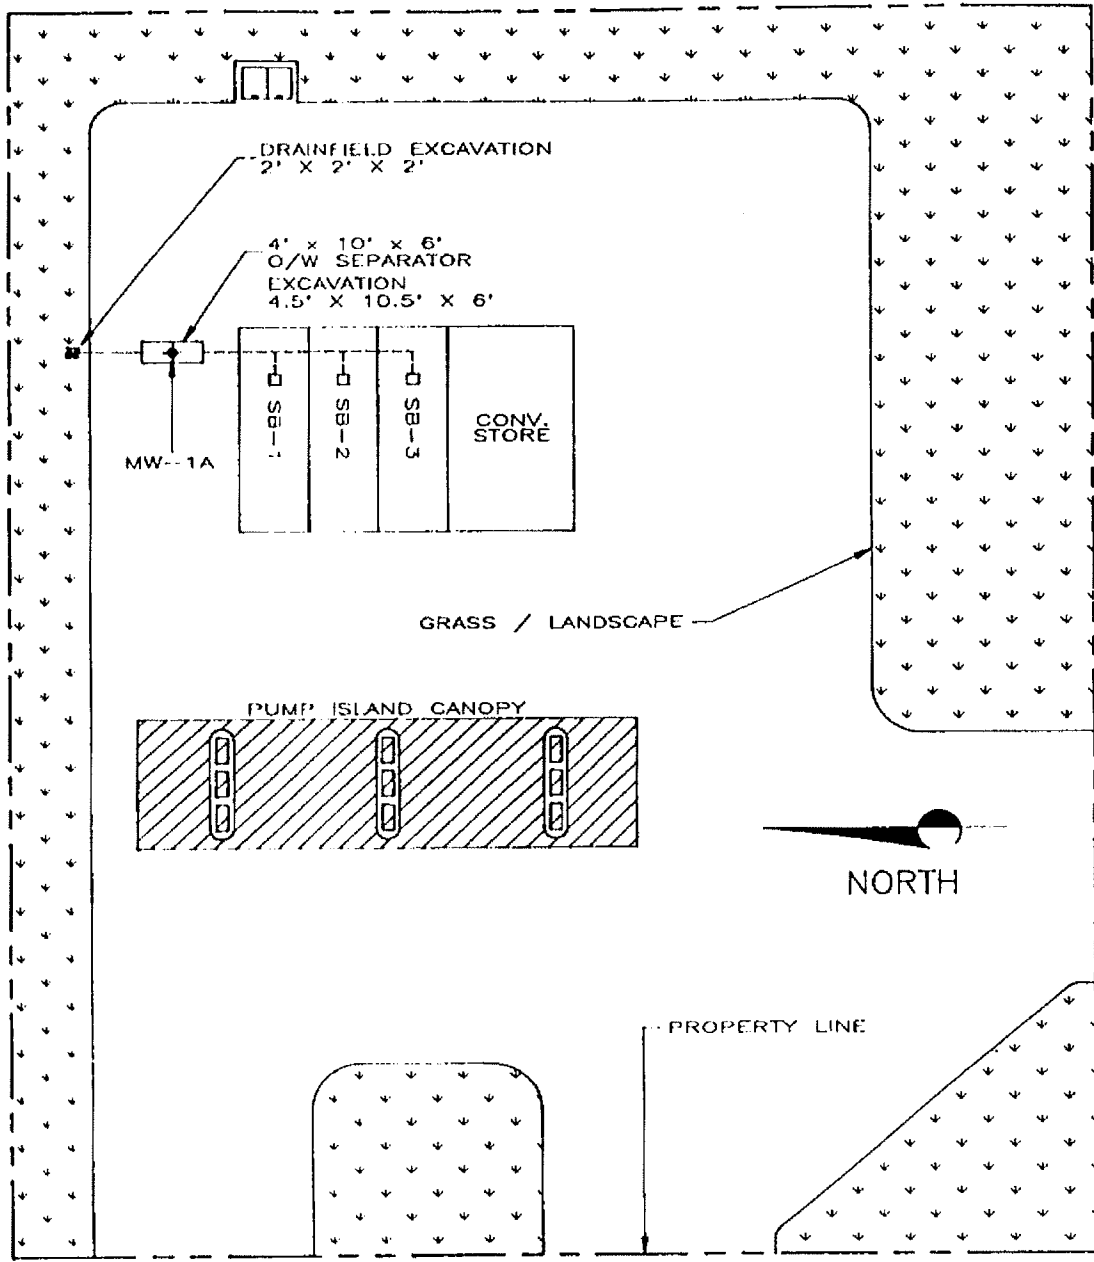 DRAINFIELD EXCAVATION
2' X 2' X 2'
4' x 10' x 6'
O/W SEPARATOR
EXCAVATION
4.5' X 10.5' X 6'
SB-1
SB-2
SB-3
CONV.
STORE
MW-1A
GRASS / LANDSCAPE
PUMP ISLAND CANOPY
NORTH
PROPERTY LINE